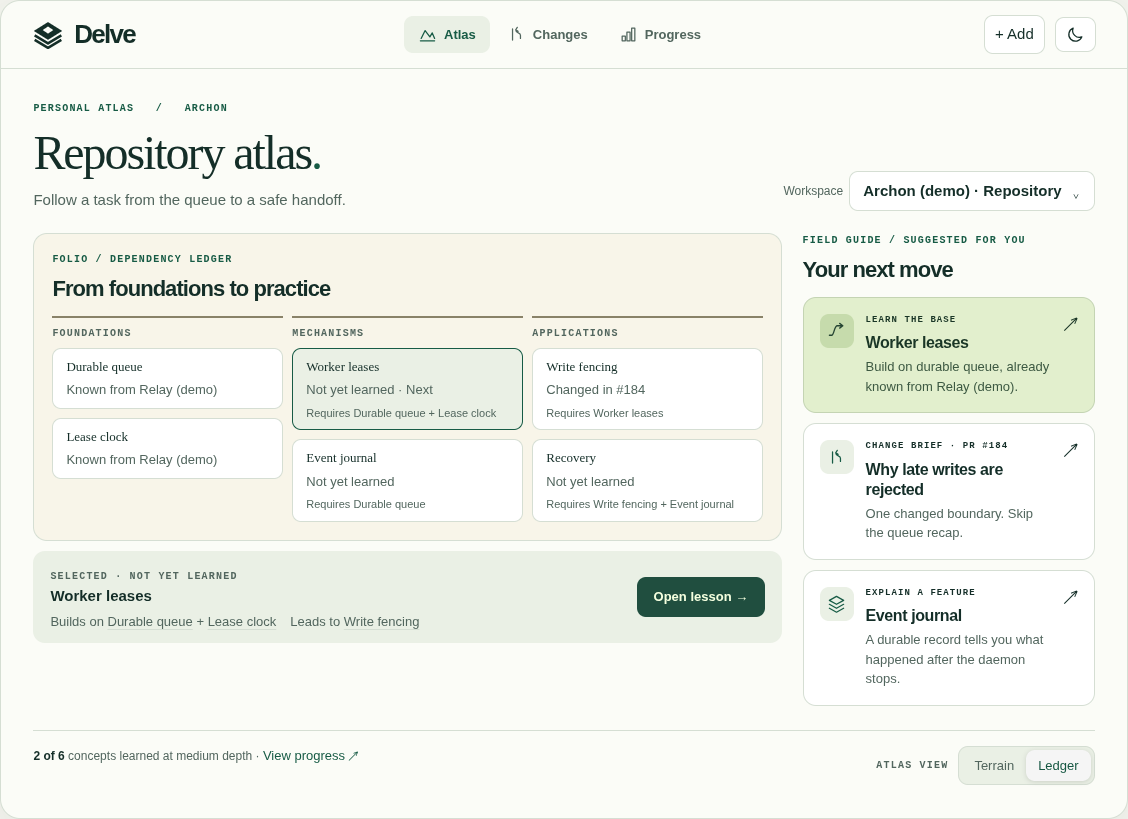 Delve
Atlas
Changes
Progress
+ Add
PERSONAL ATLAS / ARCHON
Repository atlas.
Follow a task from the queue to a safe handoff.
Workspace
Archon (demo) · Repository
FOLIO / DEPENDENCY LEDGER
From foundations to practice
FOUNDATIONS
Durable queue
Known from Relay (demo)
Lease clock
Known from Relay (demo)
MECHANISMS
Worker leases
Not yet learned · Next
Requires Durable queue + Lease clock
Event journal
Not yet learned
Requires Durable queue
APPLICATIONS
Write fencing
Changed in #184
Requires Worker leases
Recovery
Not yet learned
Requires Write fencing + Event journal
SELECTED · NOT YET LEARNED
Worker leases
Builds on Durable queue + Lease clock Leads to Write fencing
Open lesson →
FIELD GUIDE / SUGGESTED FOR YOU
Your next move
LEARN THE BASE
Worker leases
Build on durable queue, already
known from Relay (demo).
CHANGE BRIEF · PR #184
Why late writes are
rejected
One changed boundary. Skip
the queue recap.
EXPLAIN A FEATURE
Event journal
A durable record tells you what
happened after the daemon
stops.
2 of 6 concepts learned at medium depth · View progress ↗
ATLAS VIEW
Terrain
Ledger